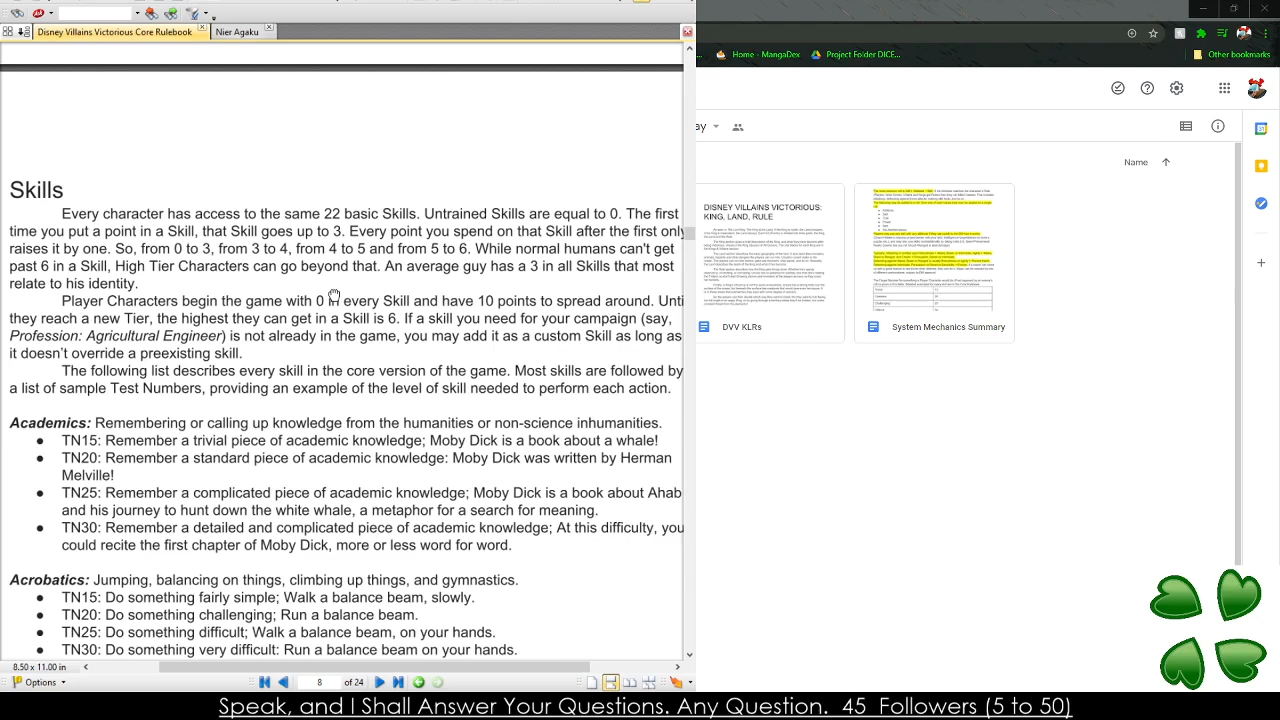 Disney Villains Victorious Core Rulebook
Nier Agaku
Home - MangaDex
Project Folder DICE...
Other bookmarks
ay
Name
Skills
Every character has access to the same 22 basic Skills. Untrained Skills are equal to 0. The first
time you put a point in a Skill, that Skill goes up to 3. Every point you spend on that Skill after the first only
raises it by one. So, from 0 to 3, from 3 to 4, from 4 to 5 and from 5 to 6. While normal humans cannot go
past 6 in Skill, High Tier Characters can go beyond that. An average guy has a 3 in all Skills that most
relate to his identity.
Player Characters begin the game with 0 in every Skill and have 10 points to spread around. Unti
they reach a new Tier, the highest they can get in a Skill is 6. If a skill you need for your campaign (say,
Profession: Agricultural Engineer) is not already in the game, you may add it as a custom Skill as long as
it doesn't override a preexisting skill.
The following list describes every skill in the core version of the game. Most skills are followed by
a list of sample Test Numbers, providing an example of the level of skill needed to perform each action.
Academics: Remembering or calling up knowledge from the humanities or non-science inhumanities.
● TN15: Remember a trivial piece of academic knowledge; Moby Dick is a book about a whale!
● TN20: Remember a standard piece of academic knowledge: Moby Dick was written by Herman
Melville!
● TN25: Remember a complicated piece of academic knowledge; Moby Dick is a book about Ahab
and his journey to hunt down the white whale, a metaphor for a search for meaning.
● TN30: Remember a detailed and complicated piece of academic knowledge; At this difficulty, you
could recite the first chapter of Moby Dick, more or less word for word.
Acrobatics: Jumping, balancing on things, climbing up things, and gymnastics.
● TN15: Do something fairly simple; Walk a balance beam, slowly.
● TN20: Do something challenging; Run a balance beam.
● TN25: Do something difficult; Walk a balance beam, on your hands.
● TN30: Do something very difficult: Run a balance beam on your hands.
DISNEY VILLAINS VICTORIOUS:
KING, LAND, RULE
DVV KLRs
System Mechanics Summary
8.50 x 11.00 in
Options
8 of 24
Speak, and I Shall Answer Your Questions. Any Question. 45 Followers (5 to 50)